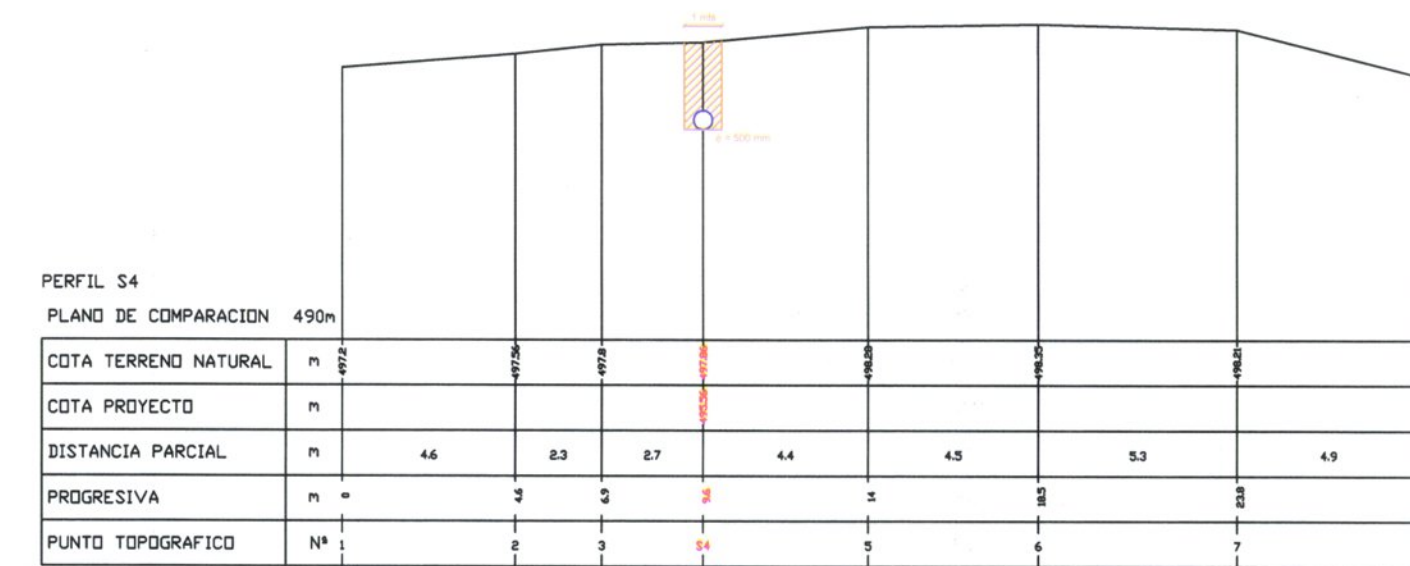 1 mts
ø = 500 mm
PERFIL S4
PLANO DE COMPARACION 490m
COTA TERRENO NATURAL m 497.2 497.56 497.8 497.86 498.28 498.35 498.21
COTA PROYECTO m 495.56
DISTANCIA PARCIAL m 4.6 2.3 2.7 4.4 4.5 5.3 4.9
PROGRESIVA m 0 4.6 6.9 9.6 14 18.5 23.8
PUNTO TOPOGRAFICO Nº 1 2 3 S4 5 6 7